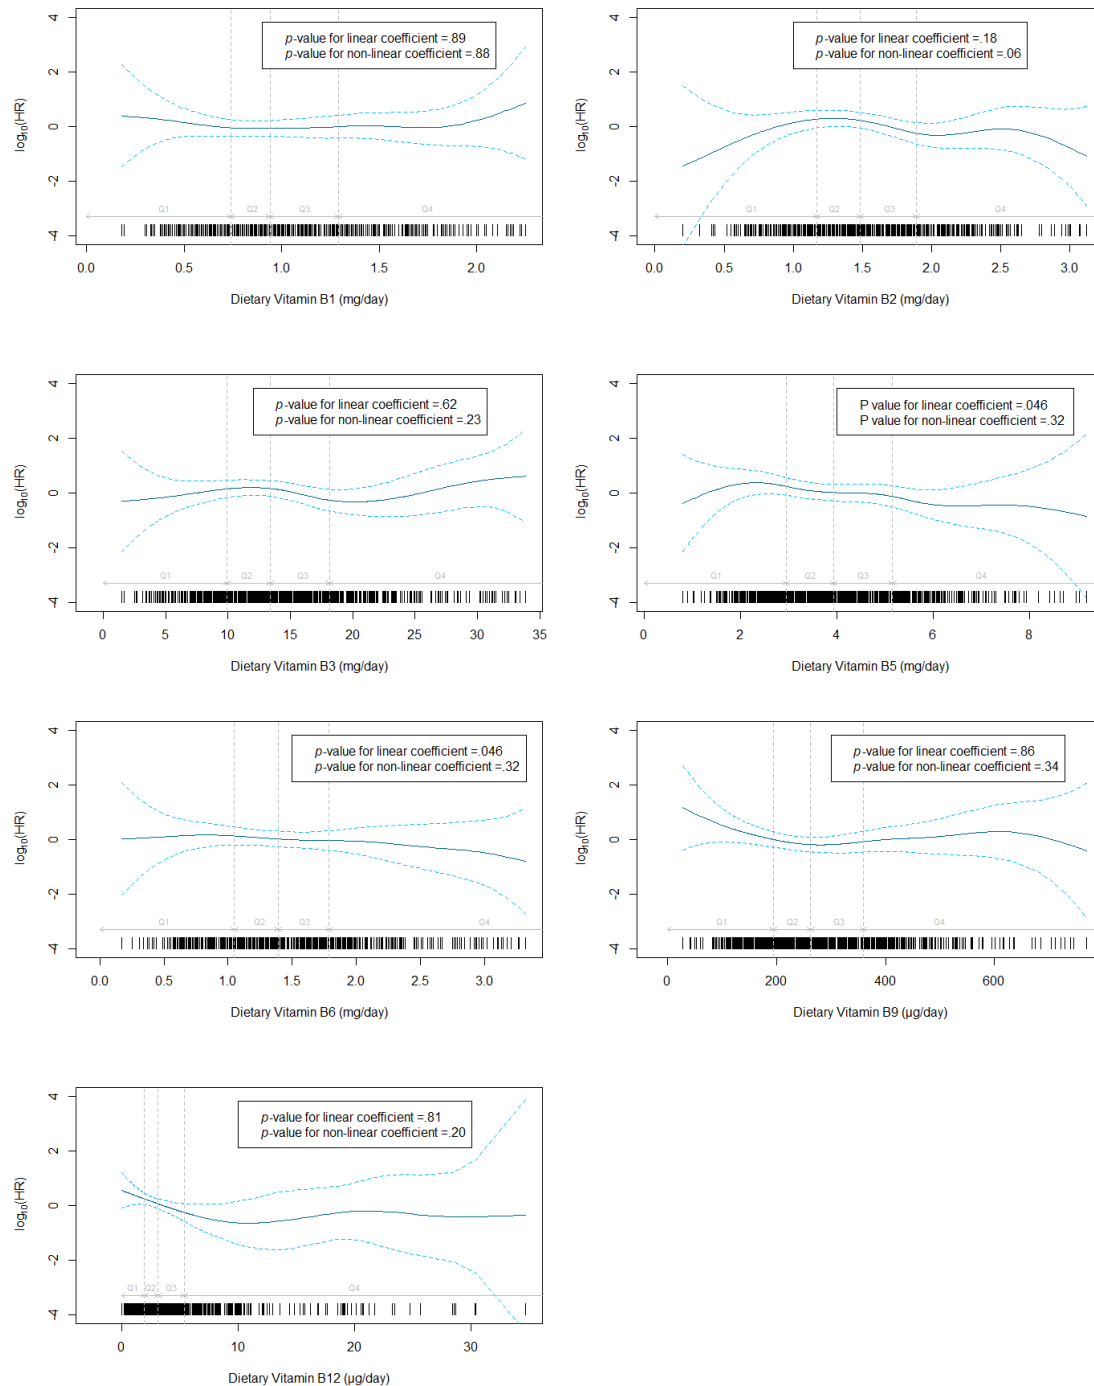 p-value for linear coefficient =.89
p-value for non-linear coefficient =.88
log10(HR)
4
2
0
-2
-4
Q1 Q2 Q3 Q4
0.0 0.5 1.0 1.5 2.0
Dietary Vitamin B1 (mg/day)
p-value for linear coefficient =.18
p-value for non-linear coefficient =.06
log10(HR)
4
2
0
-2
-4
Q1 Q2 Q3 Q4
0.0 0.5 1.0 1.5 2.0 2.5 3.0
Dietary Vitamin B2 (mg/day)
p-value for linear coefficient =.62
p-value for non-linear coefficient =.23
log10(HR)
4
2
0
-2
-4
Q1 Q2 Q3 Q4
0 5 10 15 20 25 30 35
Dietary Vitamin B3 (mg/day)
P value for linear coefficient =.046
P value for non-linear coefficient =.32
log10(HR)
4
2
0
-2
-4
Q1 Q2 Q3 Q4
0 2 4 6 8
Dietary Vitamin B5 (mg/day)
p-value for linear coefficient =.046
p-value for non-linear coefficient =.32
log10(HR)
4
2
0
-2
-4
Q1 Q2 Q3 Q4
0.0 0.5 1.0 1.5 2.0 2.5 3.0
Dietary Vitamin B6 (mg/day)
p-value for linear coefficient =.86
p-value for non-linear coefficient =.34
log10(HR)
4
2
0
-2
-4
Q1 Q2 Q3 Q4
200 400 600
Dietary Vitamin B9 (μg/day)
p-value for linear coefficient =.81
p-value for non-linear coefficient =.20
log10(HR)
4
2
0
-2
-4
Q1 Q2 Q3 Q4
0 10 20 30
Dietary Vitamin B12 (μg/day)